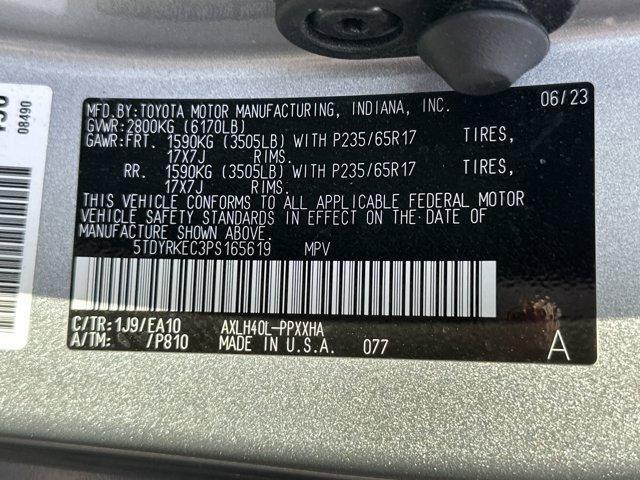 MFD.BY:TOYOTA MOTOR MANUFACTURING, INDIANA, INC. 06/23
GVWR:2800KG (6170LB)
GAWR:FRT. 1590KG (3505LB) WITH P235/65R17 TIRES,
17X7J RIMS.
RR. 1590KG (3505LB) WITH P235/65R17 TIRES,
17X7J RIMS.
THIS VEHICLE CONFORMS TO ALL APPLICABLE FEDERAL MOTOR
VEHICLE SAFETY STANDARDS IN EFFECT ON THE DATE OF
MANUFACTURE SHOWN ABOVE.
5TDYRKEC3PS165619 MPV
C/TR:1J9/EA10 AXLH40L-PPXXHA
A/TM: /P810 MADE IN U.S.A. 077 A
08490